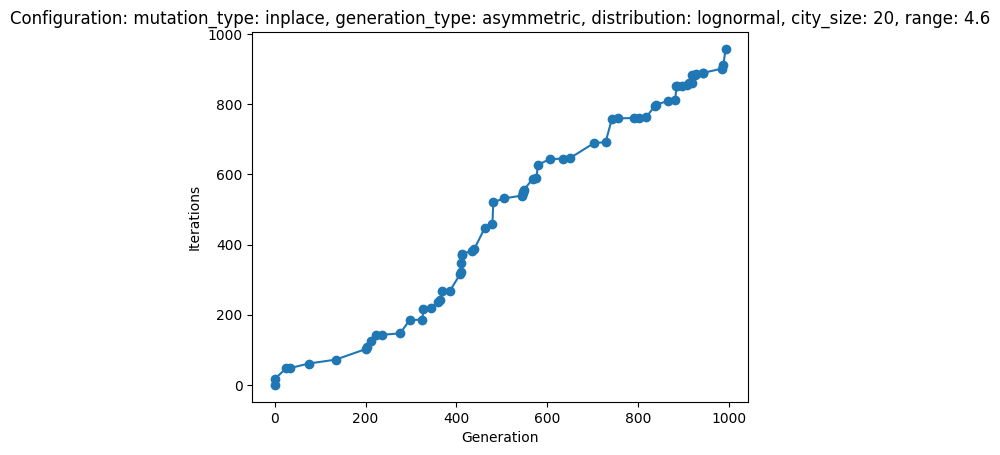 Configuration: mutation_type: inplace, generation_type: asymmetric, distribution: lognormal, city_size: 20, range: 4.6
1000
800
600
400
200
0
Iterations
0 200 400 600 800 1000
Generation